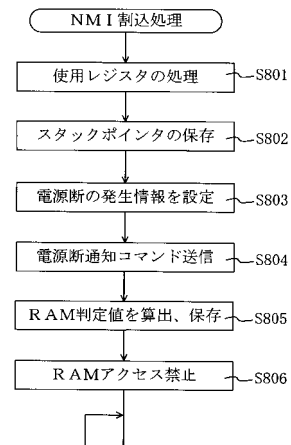 NMI割込処理
使用レジスタの処理
S801
スタックポインタの保存
S802
電源断の発生情報を設定
S803
電源断通知コマンド送信
S804
RAM判定値を算出、保存
S805
RAMアクセス禁止
S806